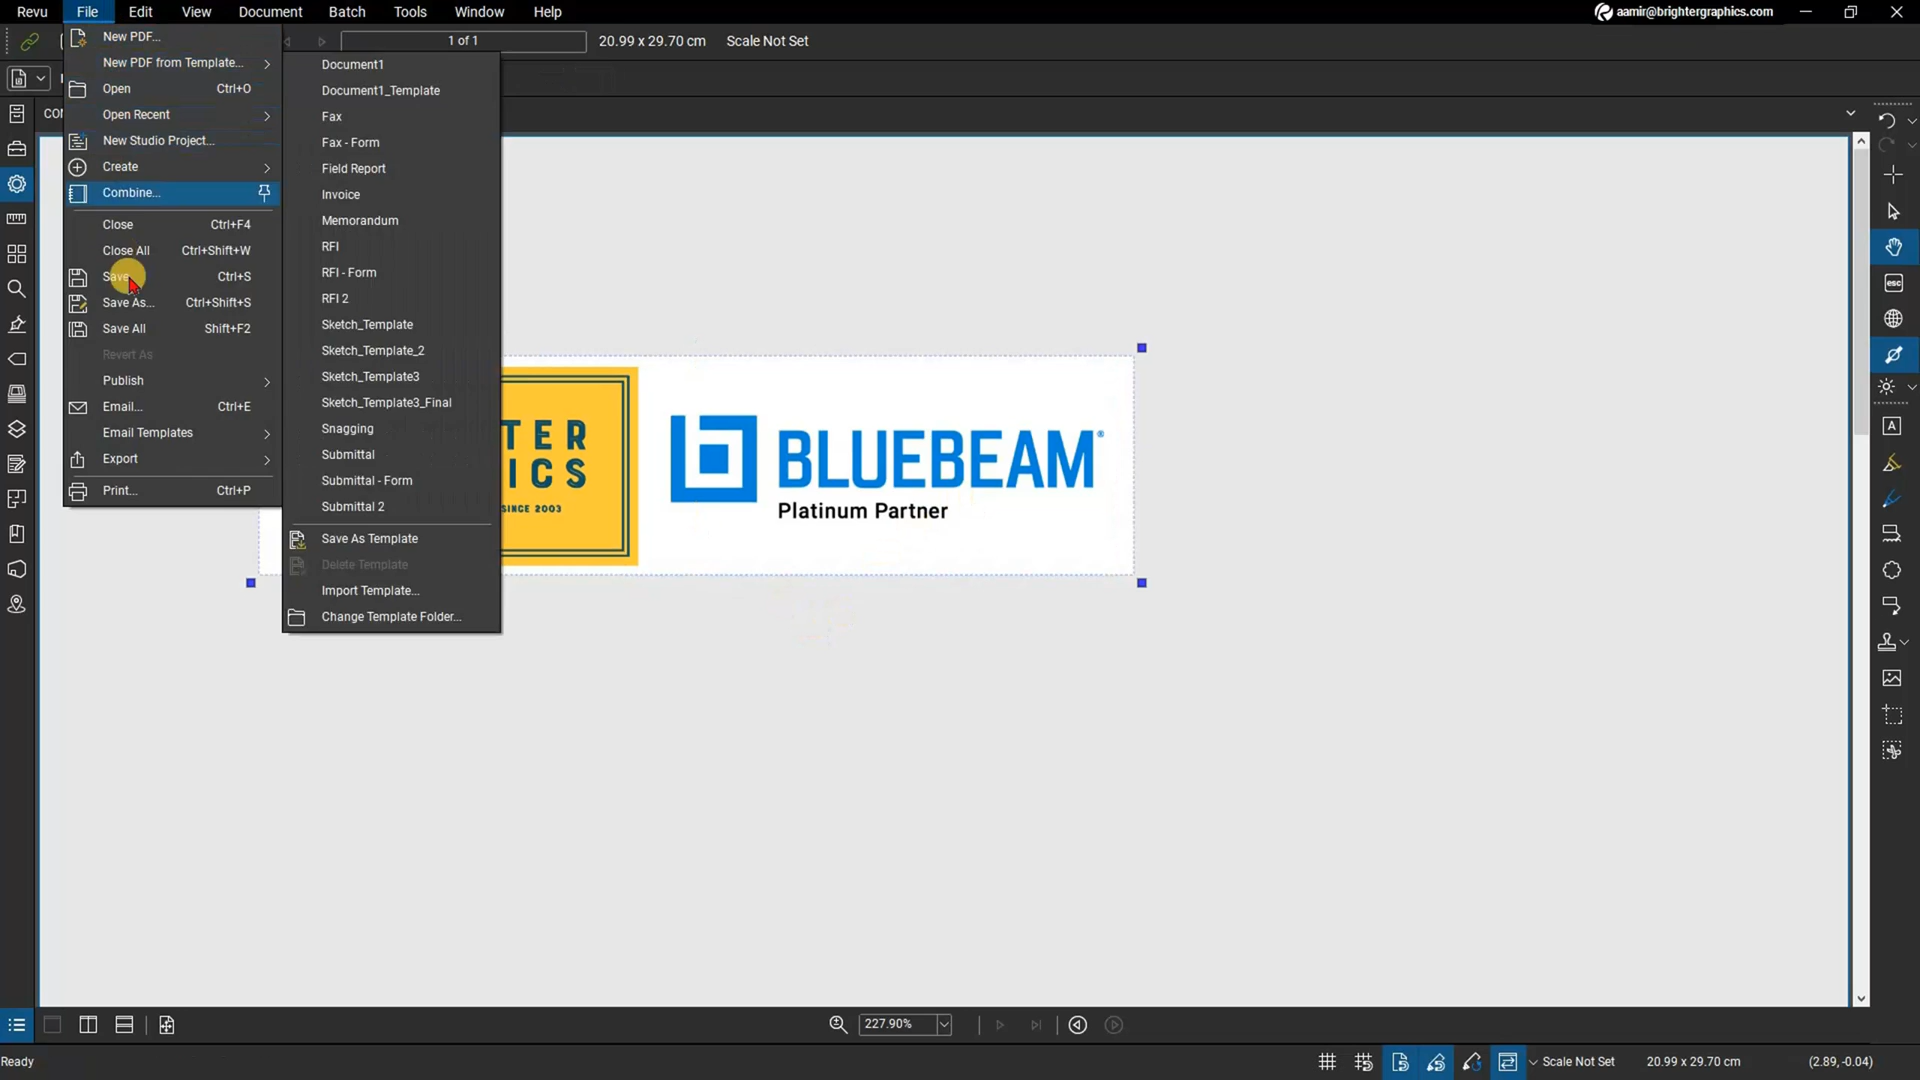 Revu File Edit View Document Batch Tools Window Help aamir@brightergraphics.com
1 of 1 20.99 x 29.70 cm Scale Not Set
New PDF...
New PDF from Template...
Open Ctrl+O
Open Recent
New Studio Project...
Create
Combine...
Close Ctrl+F4
Close All Ctrl+Shift+W
Save Ctrl+S
Save As... Ctrl+Shift+S
Save All Shift+F2
Revert As
Publish
Email... Ctrl+E
Email Templates
Export
Print... Ctrl+P
Document1
Document1_Template
Fax
Fax - Form
Field Report
Invoice
Memorandum
RFI
RFI - Form
RFI 2
Sketch_Template
Sketch_Template_2
Sketch_Template3
Sketch_Template3_Final
Snagging
Submittal
Submittal - Form
Submittal 2
Save As Template
Delete Template
Import Template...
Change Template Folder...
TER
ICS
SINCE 2003
BLUEBEAM®
Platinum Partner
esc
A
227.90%
Ready Scale Not Set 20.99 x 29.70 cm (2.89, -0.04)